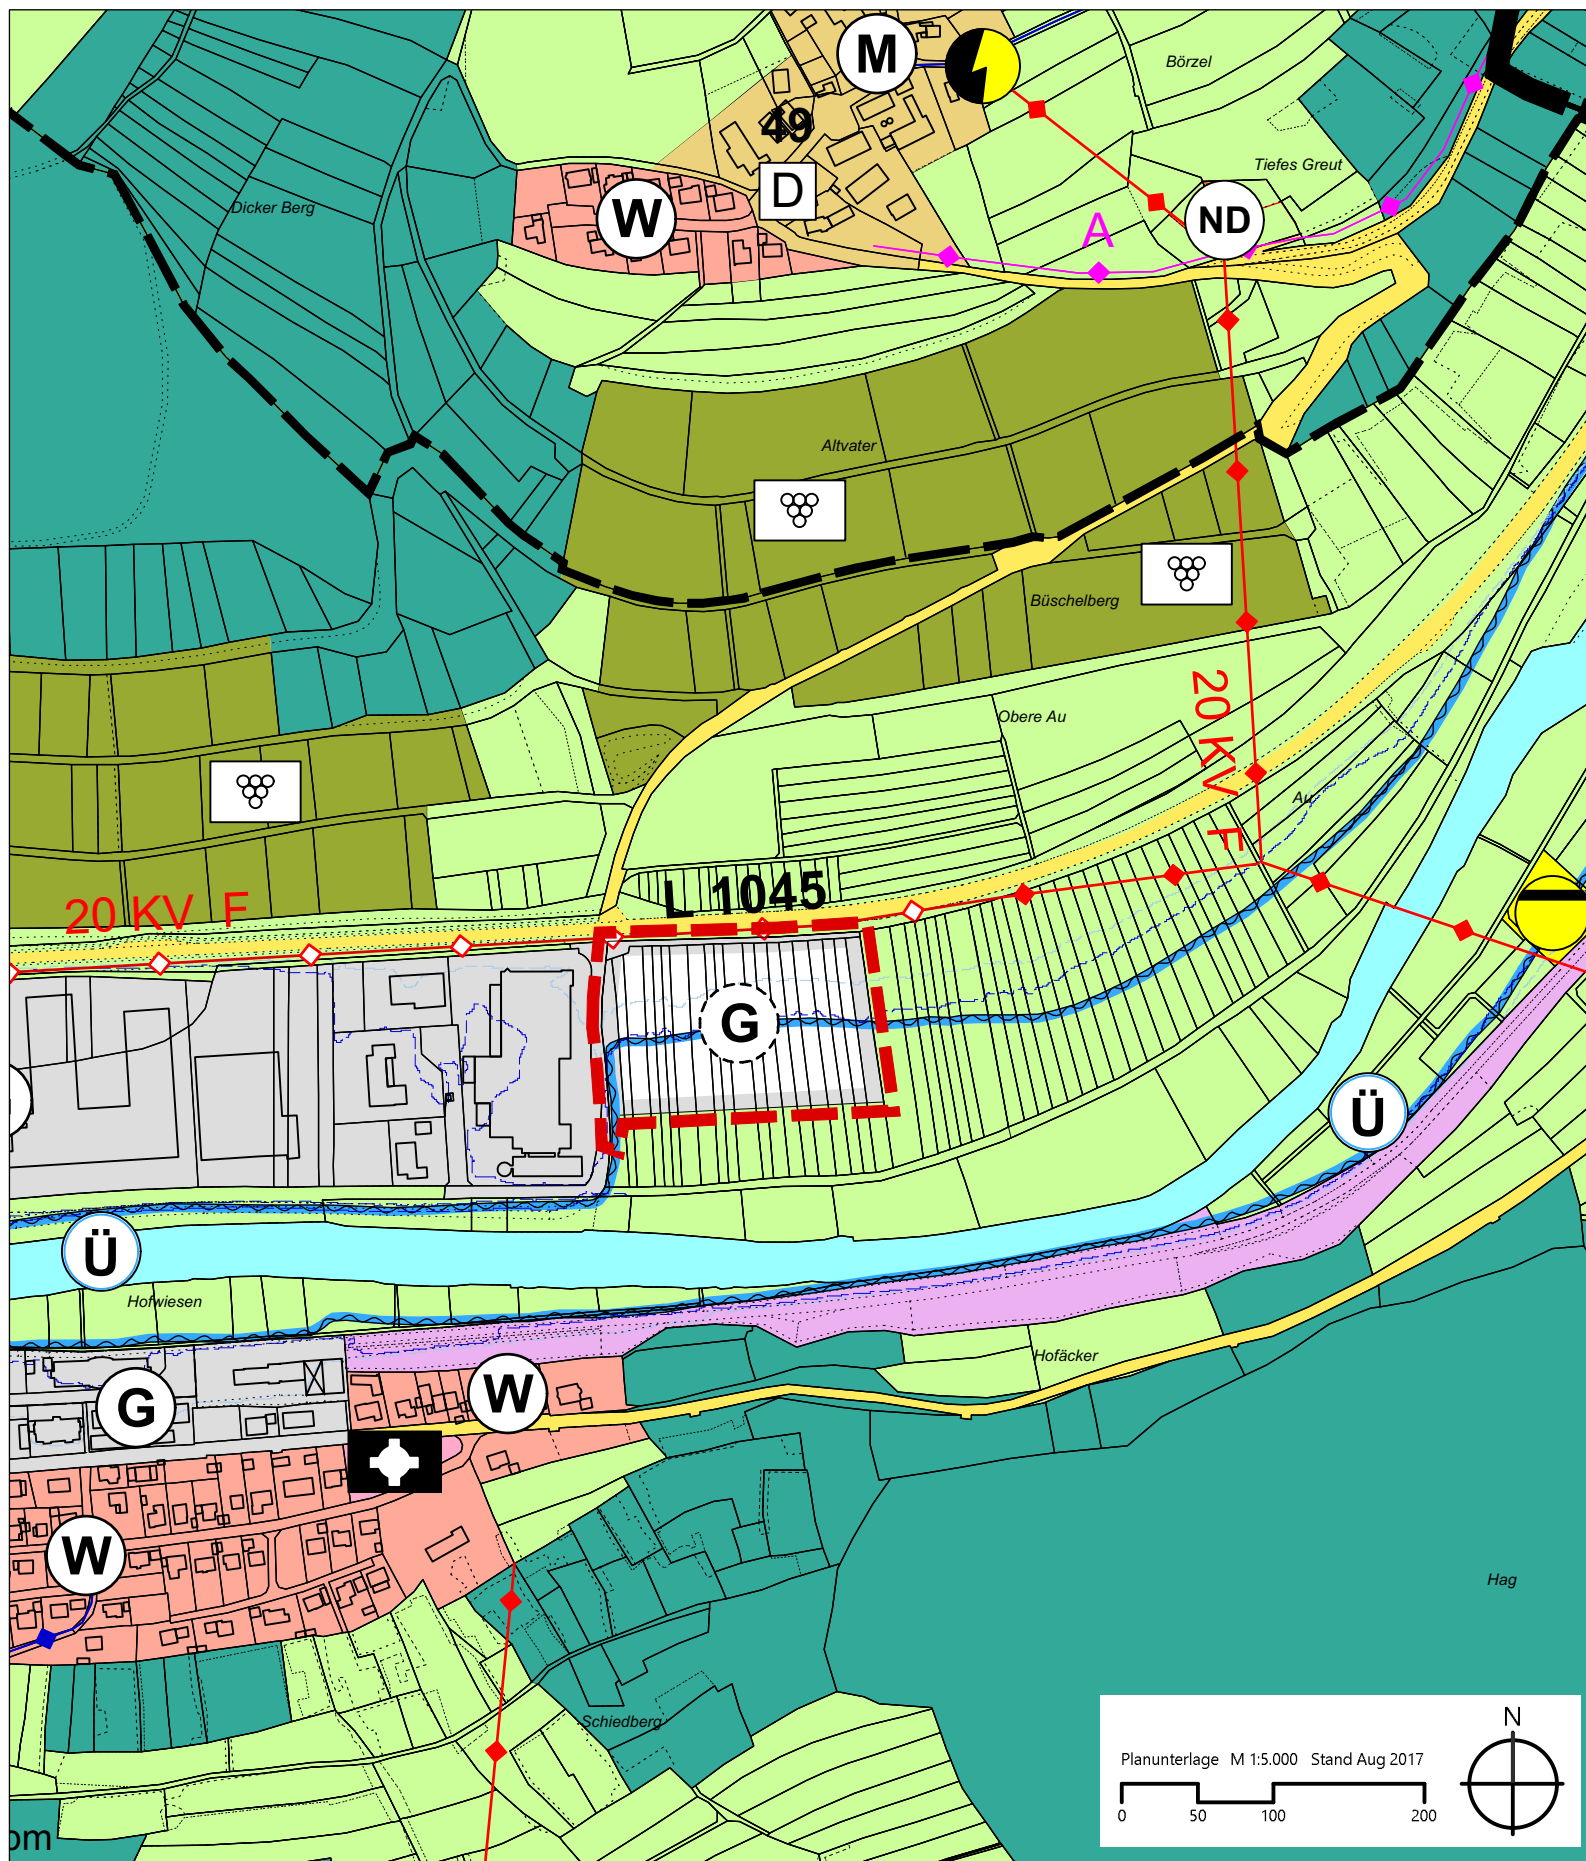 M
Börzel
49
Tiefes Greut
D
Dicker Berg
W
ND
A
Altvater
Büschelberg
20 KV F
Obere Au
Au
L 1045
20 KV F
G
Ü
Ü
Hofwiesen
Hofäcker
W
G
W
Hag
Schiedberg
N
Planunterlage M 1:5.000 Stand Aug 2017
0 50 100 200